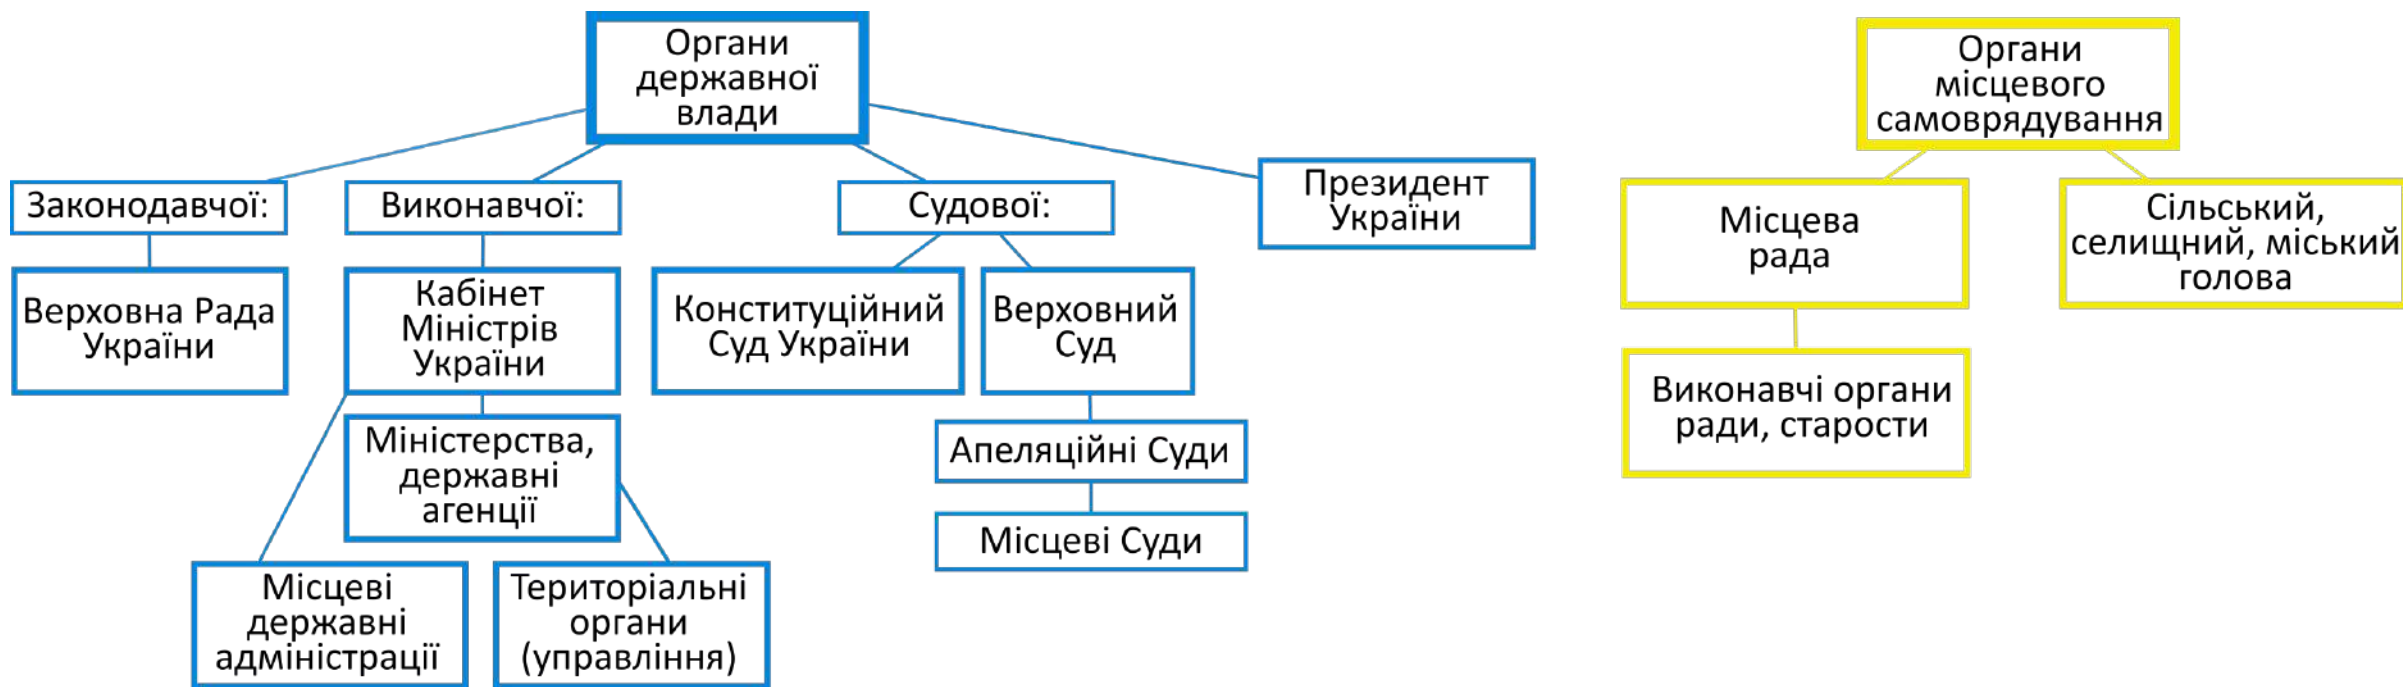 Органи
державної
влади
Законодавчої:
Виконавчої:
Судової:
Президент
України
Верховна Рада
України
Кабінет
Міністрів
України
Конституційний
Суд України
Верховний
Суд
Міністерства,
державні
агенції
Апеляційні Суди
Місцеві Суди
Місцеві
державні
адміністрації
Територіальні
органи
(управління)
Органи
місцевого
самоврядування
Місцева
рада
Сільський,
селищний, міський
голова
Виконавчі органи
ради, старости